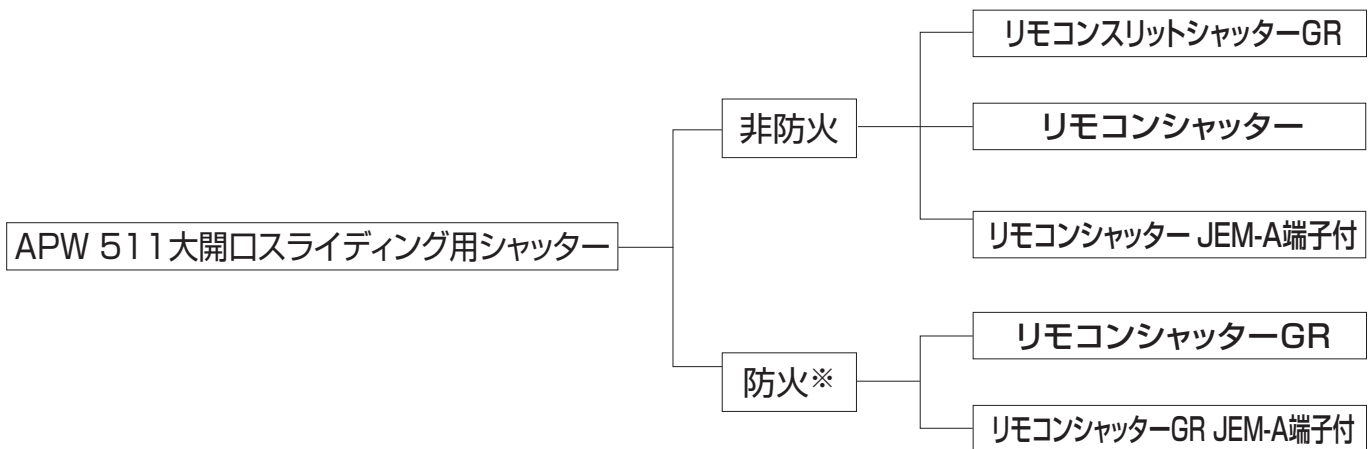 APW 511大開口スライディング用シャッター
非防火
リモコンスリットシャッターGR
リモコンシャッター
リモコンシャッター JEM-A端子付
防火※
リモコンシャッターGR
リモコンシャッターGR JEM-A端子付